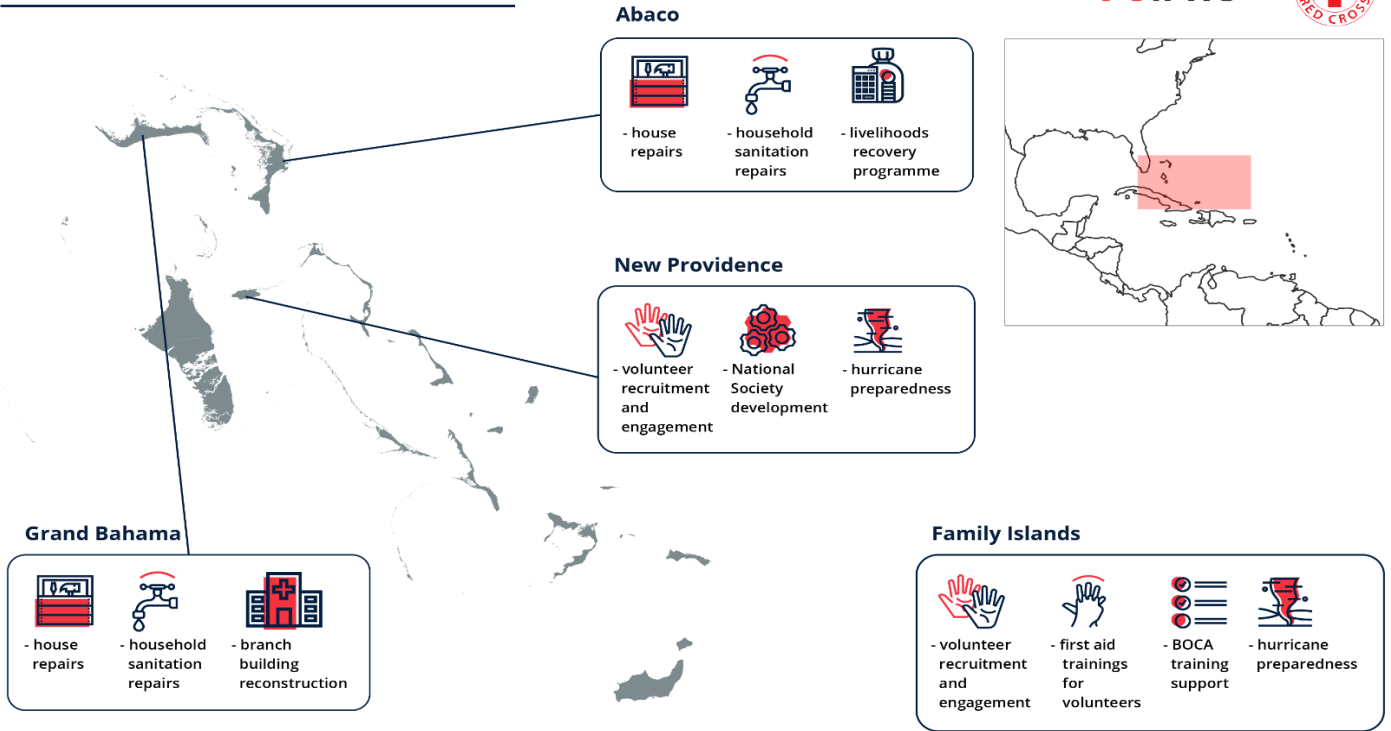 RED CROSS
Abaco
- house
repairs
- household
sanitation
repairs
- livelihoods
recovery
programme
New Providence
- volunteer
recruitment
and
engagement
- National
Society
development
- hurricane
preparedness
Grand Bahama
- house
repairs
- household
sanitation
repairs
- branch
building
reconstruction
Family Islands
- volunteer
recruitment
and
engagement
- first aid
trainings
for
volunteers
- BOCA
training
support
- hurricane
preparedness